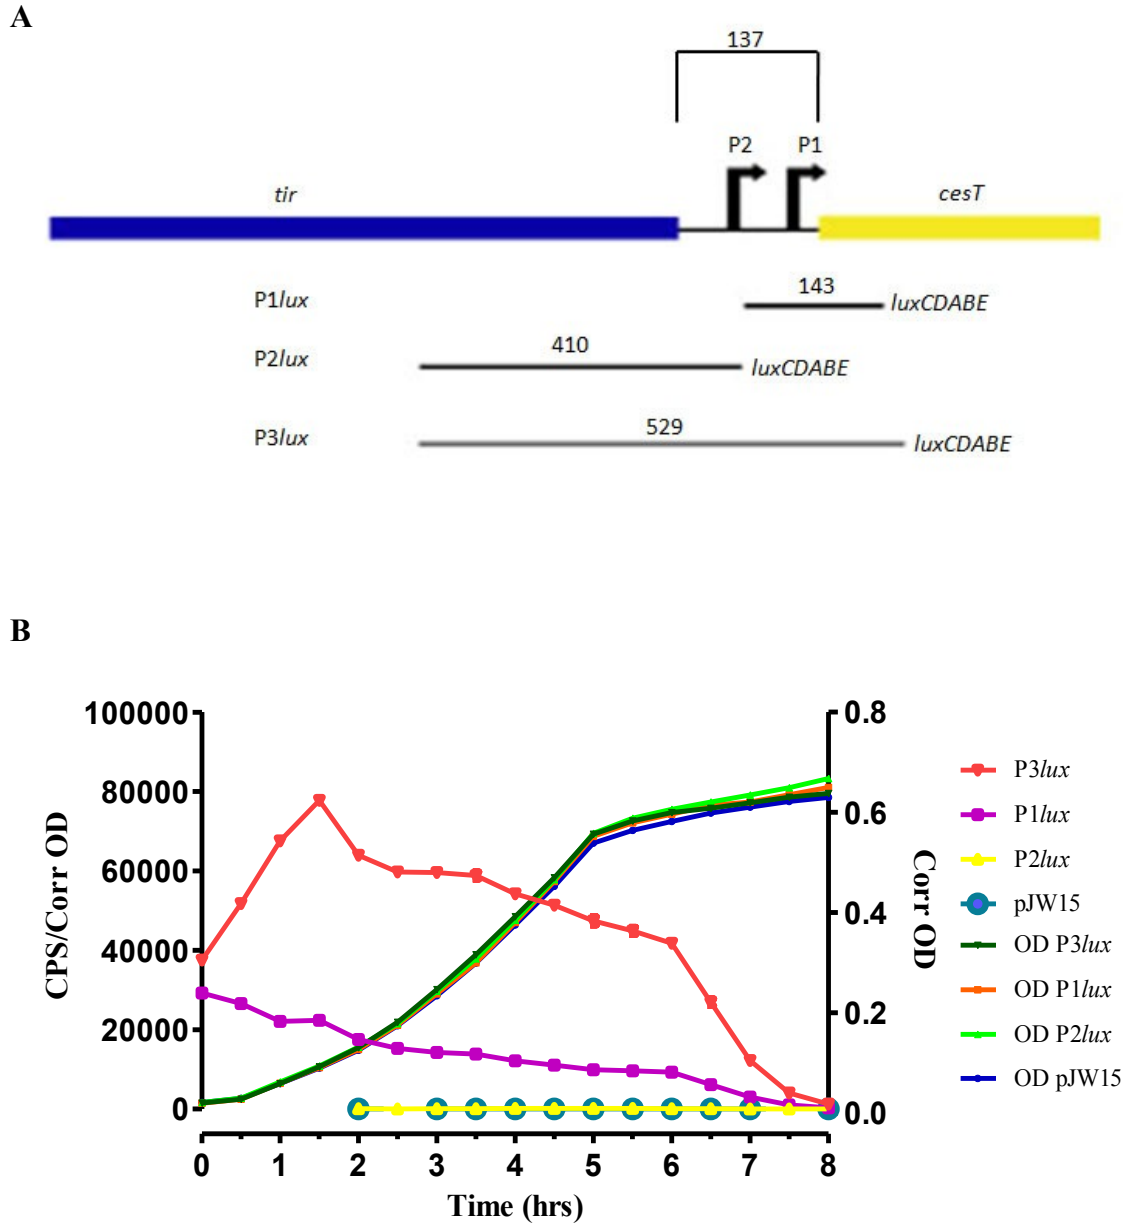 A
137
P2 P1
tir cesT
P1lux 143 luxCDABE
P2lux 410 luxCDABE
P3lux 529 luxCDABE
B
100000
80000
60000
40000
20000
0
CPS/Corr OD
0.8
0.6
0.4
0.2
0.0
Corr OD
0 1 2 3 4 5 6 7 8
Time (hrs)
P3lux
P1lux
P2lux
pJW15
OD P3lux
OD P1lux
OD P2lux
OD pJW15